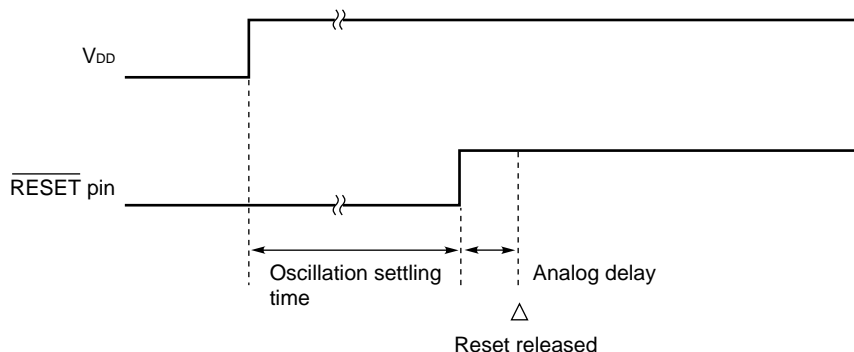 VDD
RESET pin
Oscillation settling
time
Analog delay
△
Reset released